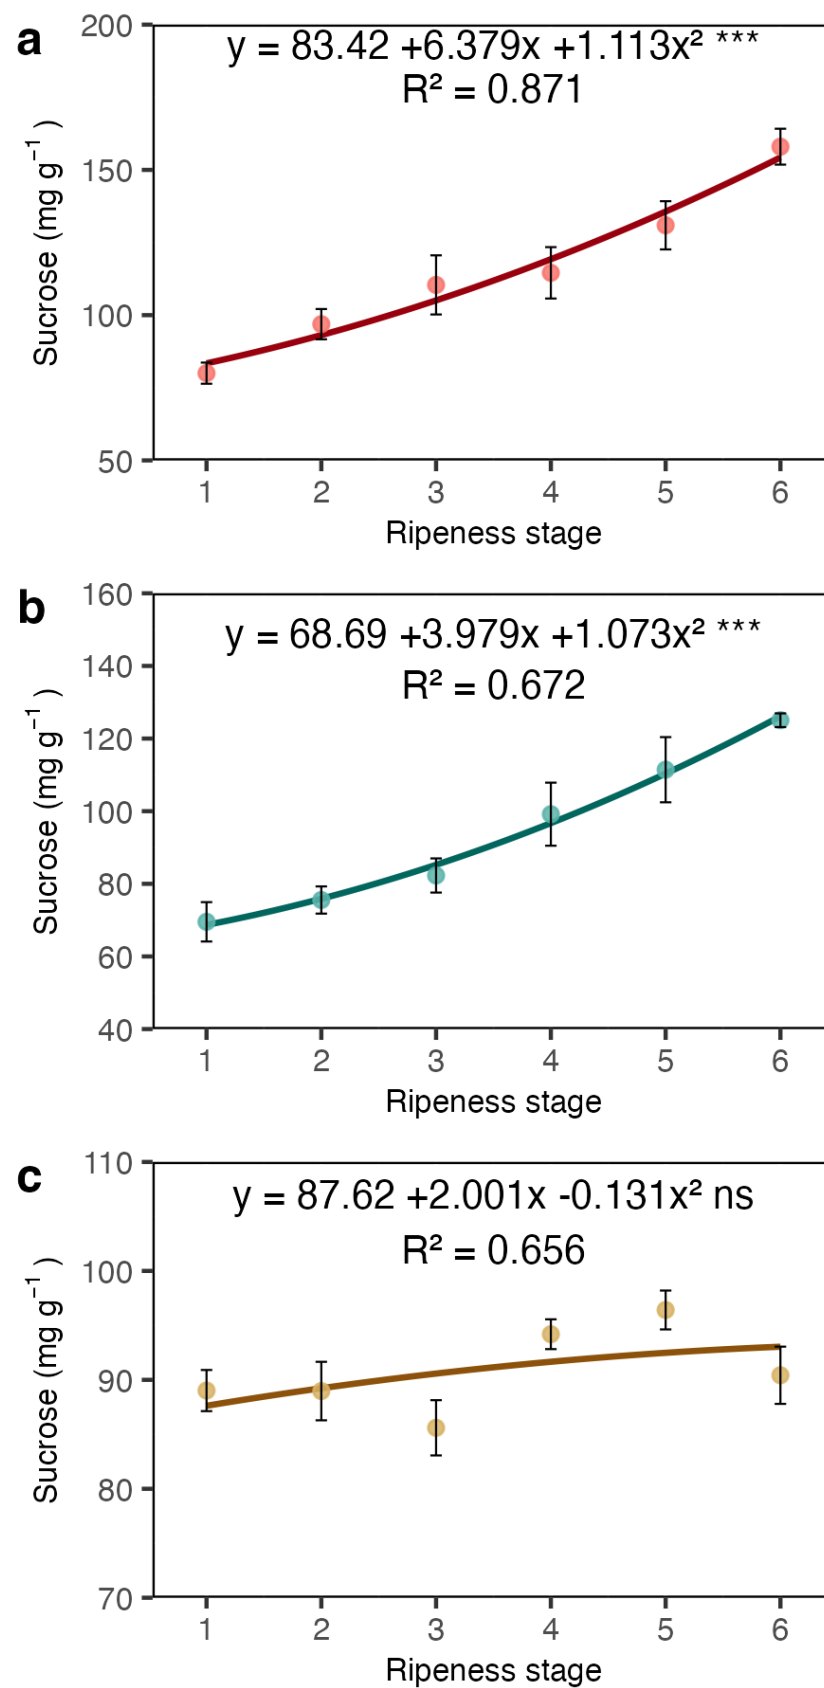 a
y = 83.42 +6.379x +1.113x² ***
R² = 0.871
200
150
100
50
Sucrose (mg g⁻¹)
1 2 3 4 5 6
Ripeness stage
b
y = 68.69 +3.979x +1.073x² ***
R² = 0.672
160
140
120
100
80
60
40
Sucrose (mg g⁻¹)
1 2 3 4 5 6
Ripeness stage
c
y = 87.62 +2.001x -0.131x² ns
R² = 0.656
110
100
90
80
70
Sucrose (mg g⁻¹)
1 2 3 4 5 6
Ripeness stage